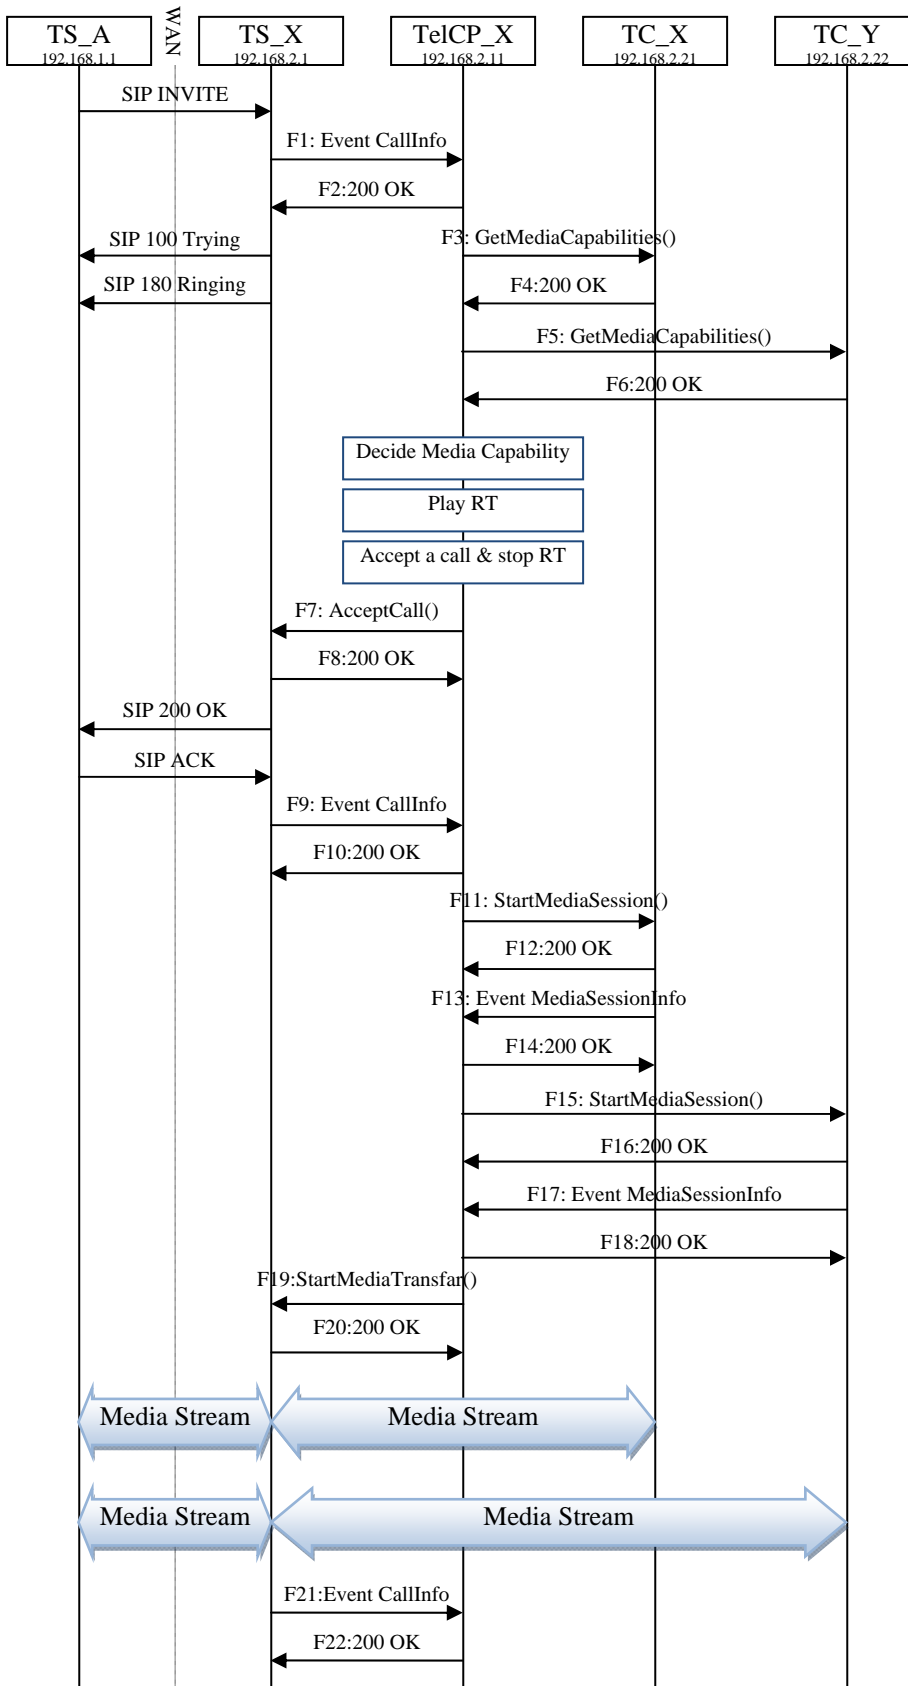 WAN
TS_A
192.168.1.1
TS_X
192.168.2.1
TelCP_X
192.168.2.11
TC_X
192.168.2.21
TC_Y
192.168.2.22
SIP INVITE
F1: Event CallInfo
F2:200 OK
SIP 100 Trying
F3: GetMediaCapabilities()
SIP 180 Ringing
F4:200 OK
F5: GetMediaCapabilities()
F6:200 OK
Decide Media Capability
Play RT
Accept a call & stop RT
F7: AcceptCall()
F8:200 OK
SIP 200 OK
SIP ACK
F9: Event CallInfo
F10:200 OK
F11: StartMediaSession()
F12:200 OK
F13: Event MediaSessionInfo
F14:200 OK
F15: StartMediaSession()
F16:200 OK
F17: Event MediaSessionInfo
F18:200 OK
F19:StartMediaTransfar()
F20:200 OK
Media Stream
Media Stream
Media Stream
Media Stream
F21:Event CallInfo
F22:200 OK